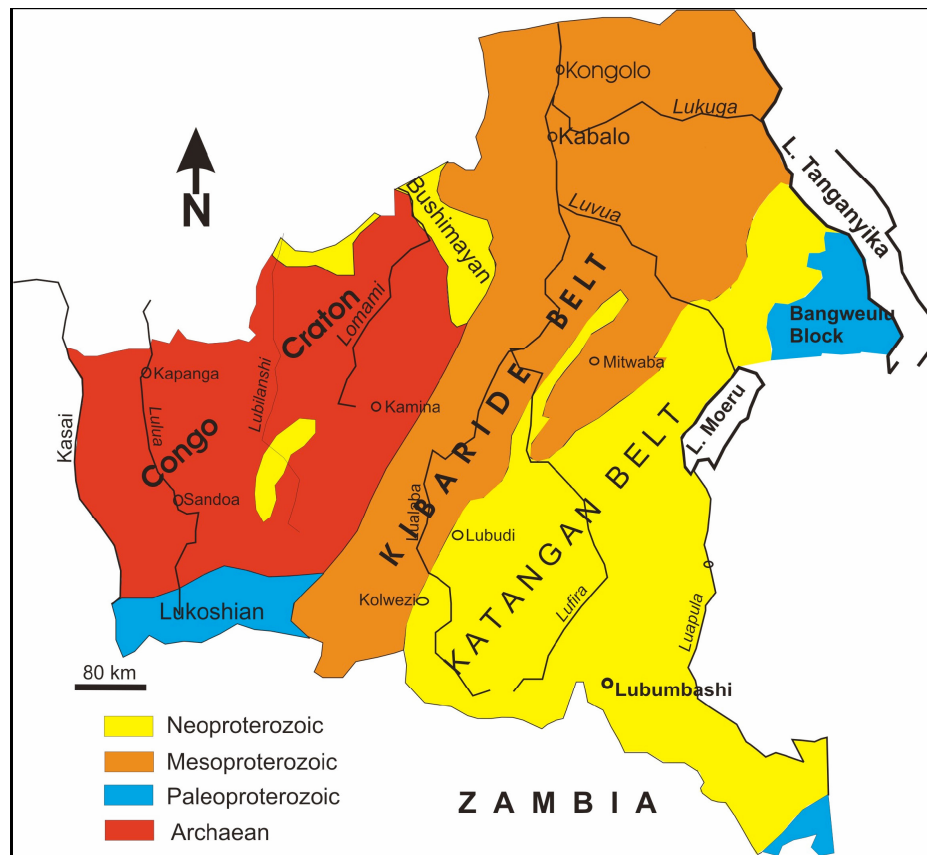 Kongolo
Lukuga
Kabalo
L. Tanganyika
N
Bushimayan
Luvua
Congo Craton
Lomami
Lubilanshi
KIBARIDE BELT
Bangweulu
Block
Mitwaba
Kapanga
Kamina
Kasai
Lulua
L. Moeru
Sandoa
Lualaba
Lubudi
KATANGAN BELT
Kolwezi
Lufira
Luapula
Lukoshian
80 km
Lubumbashi
Neoproterozoic
Mesoproterozoic
Paleoproterozoic
Archaean
ZAMBIA